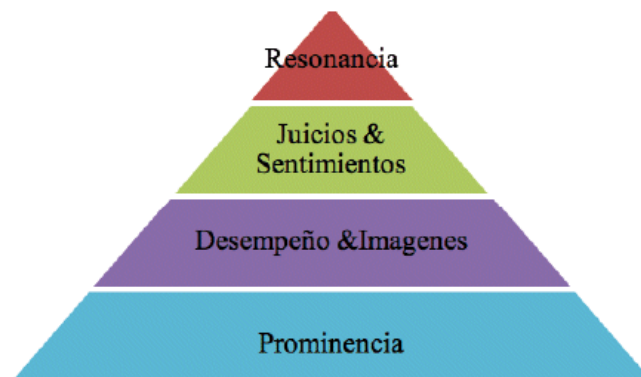 Resonancia
Juicios &
Sentimientos
Desempeño &Imagenes
Prominencia